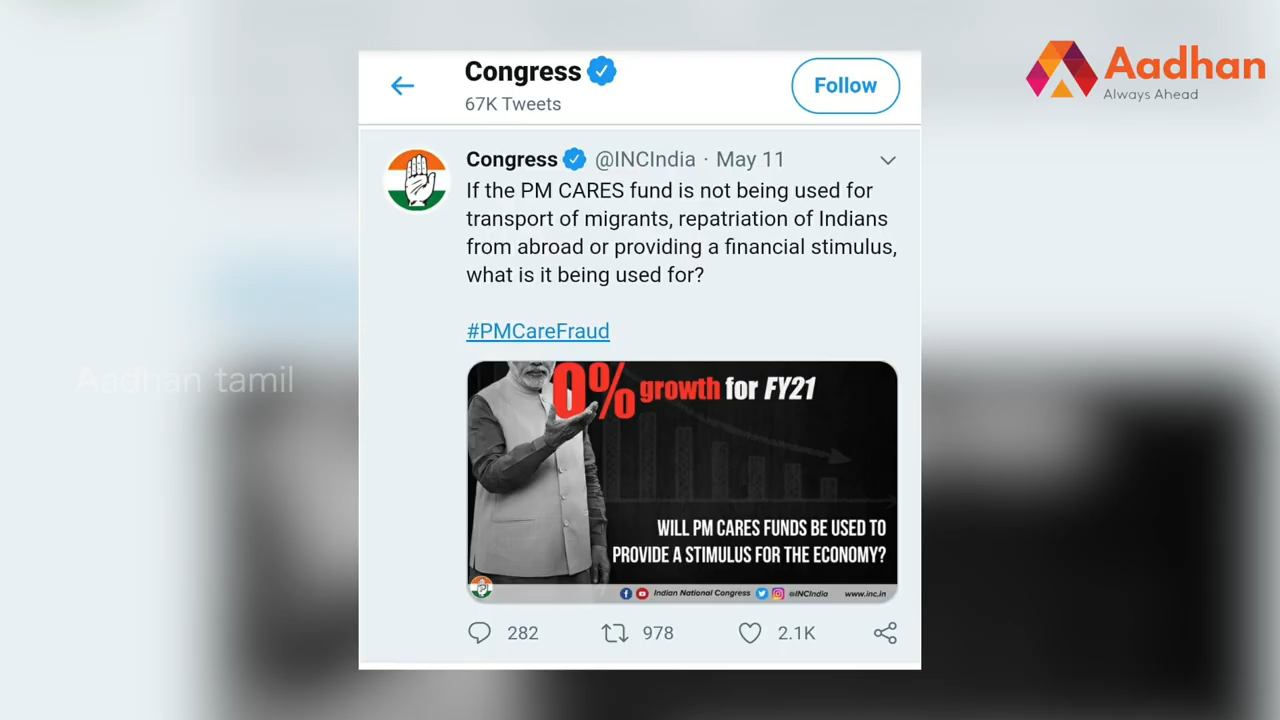 Aadhan
Always Ahead
Congress
67K Tweets
Follow
Congress @INCIndia · May 11
If the PM CARES fund is not being used for
transport of migrants, repatriation of Indians
from abroad or providing a financial stimulus,
what is it being used for?
#PMCareFraud
0% growth for FY21
WILL PM CARES FUNDS BE USED TO
PROVIDE A STIMULUS FOR THE ECONOMY?
Indian National Congress @INCIndia www.inc.in
282 978 2.1K
Aadhan tamil